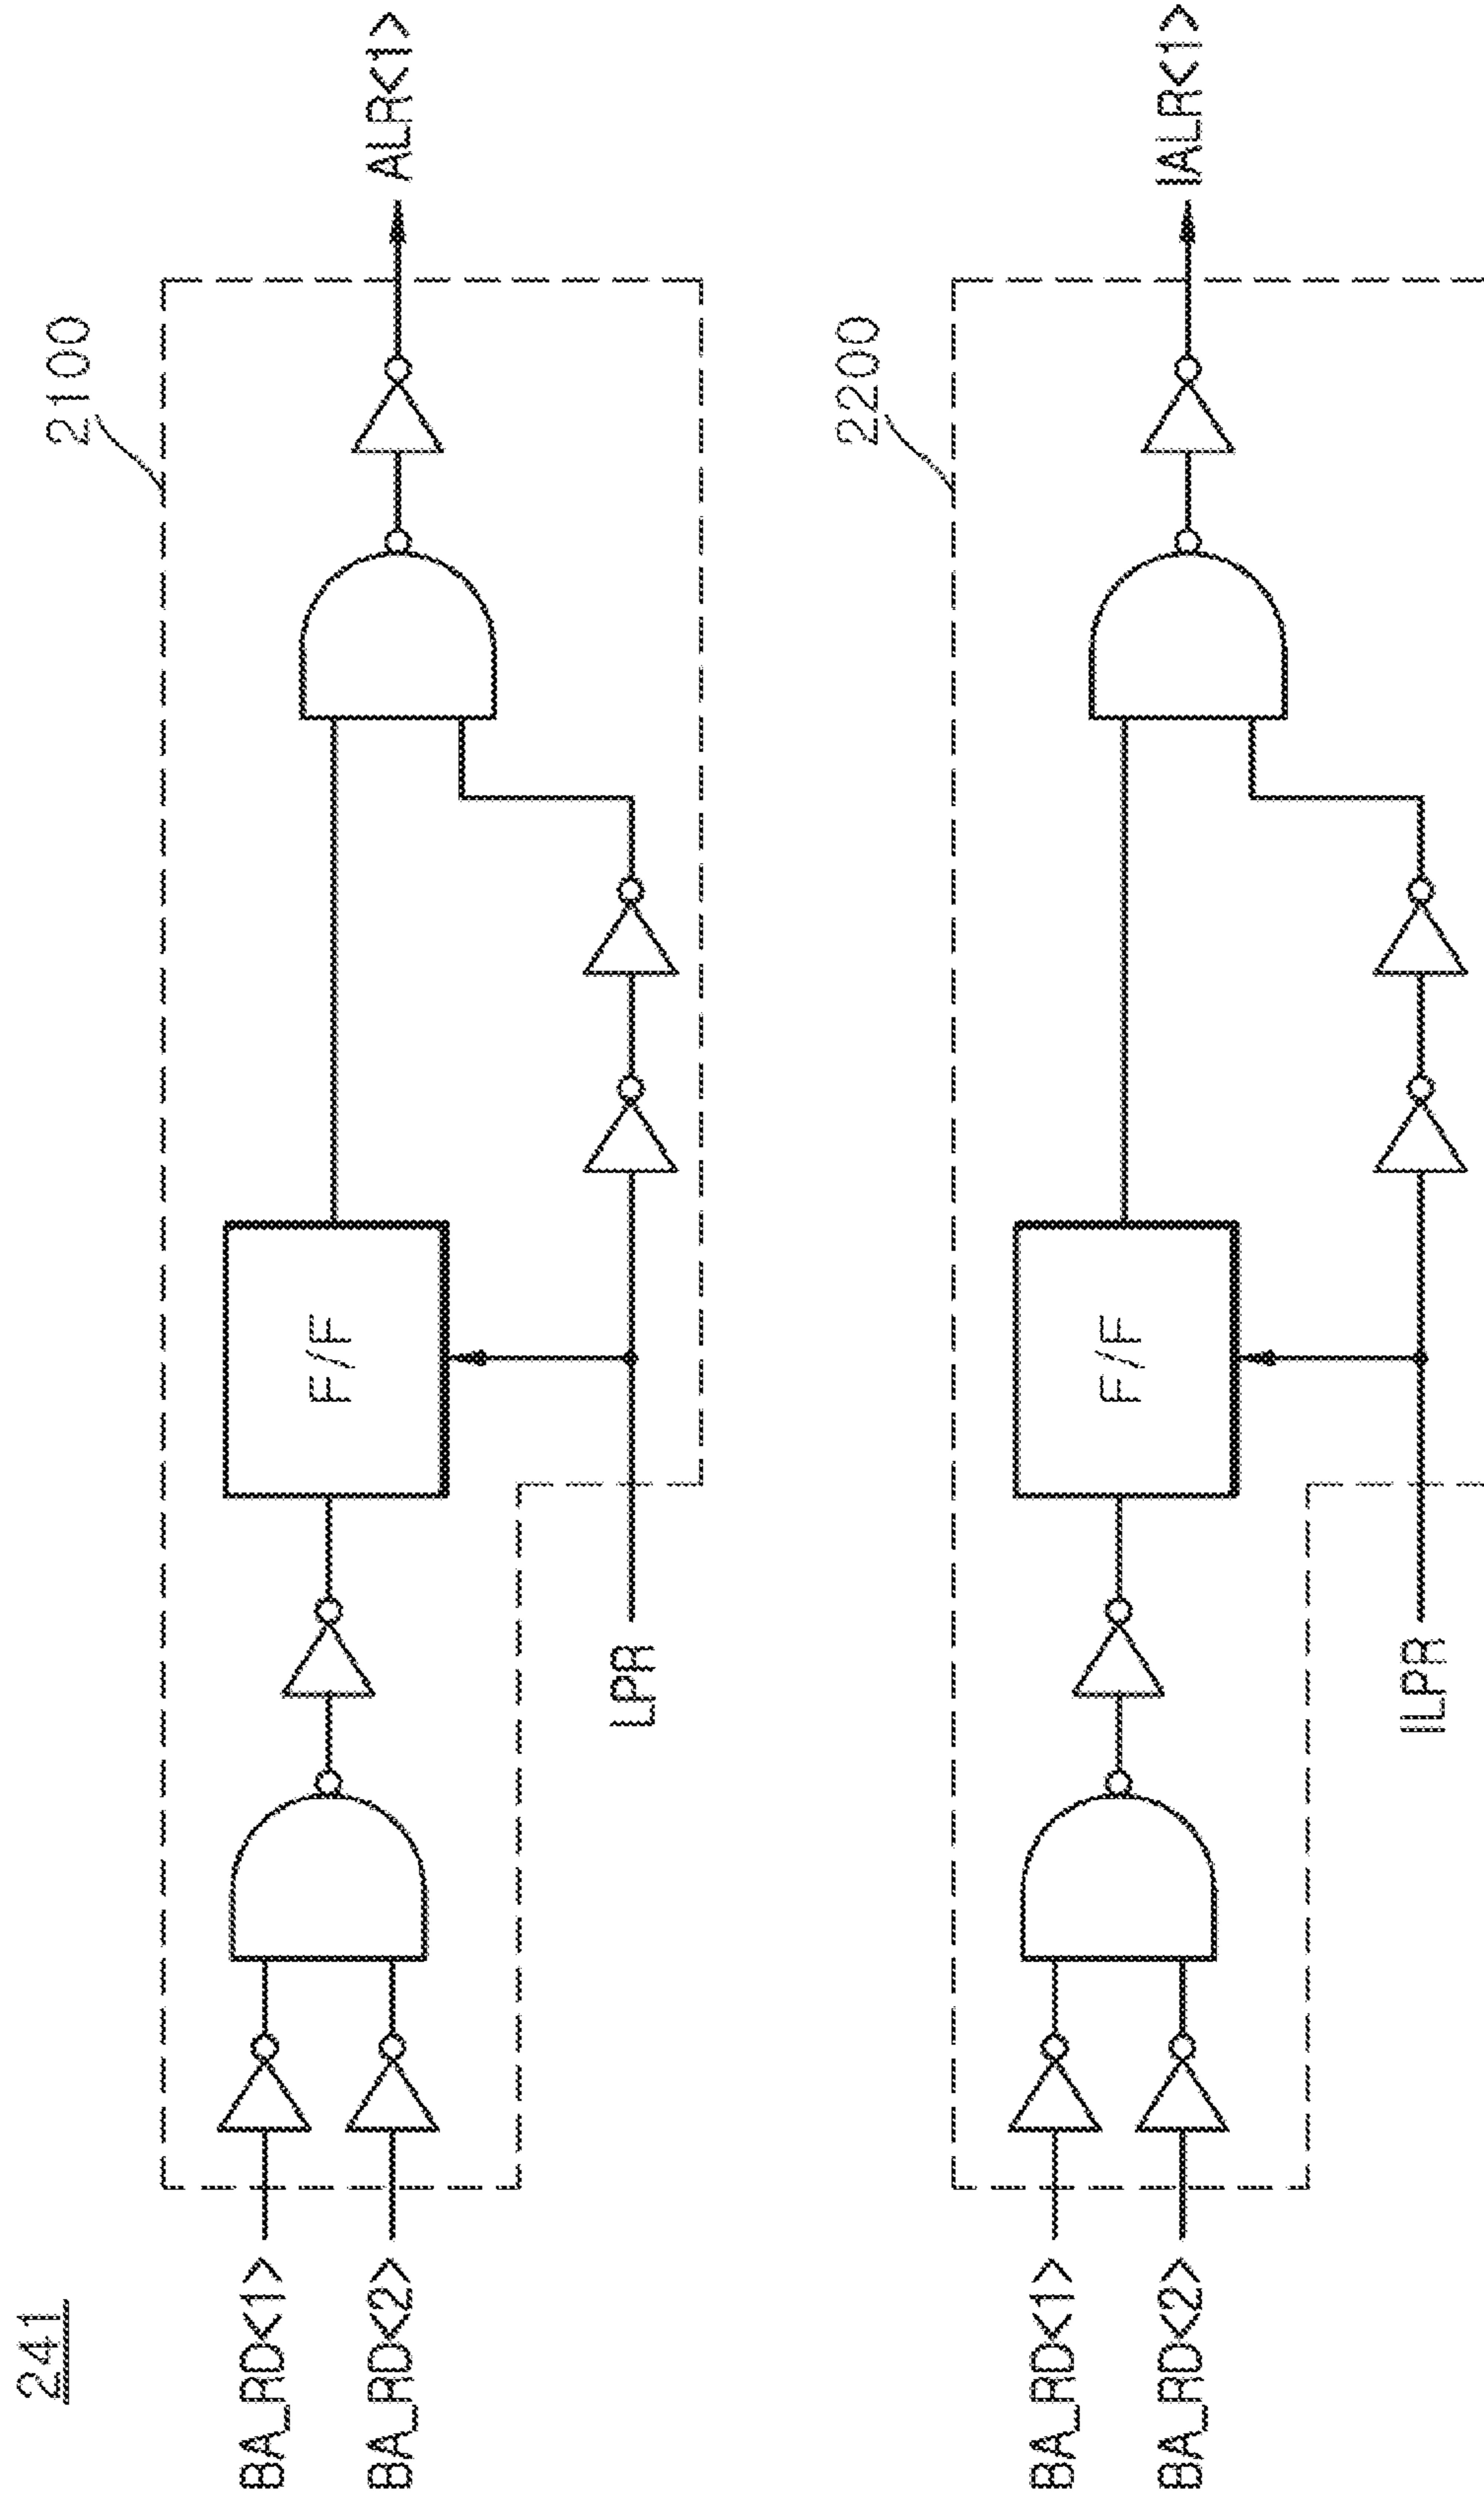 241
2100
BA_RD<1>
BA_RD<2>
F/F
LPR
ALR<1>
2200
BA_RD<1>
BA_RD<2>
F/F
ILPR
IALR<1>